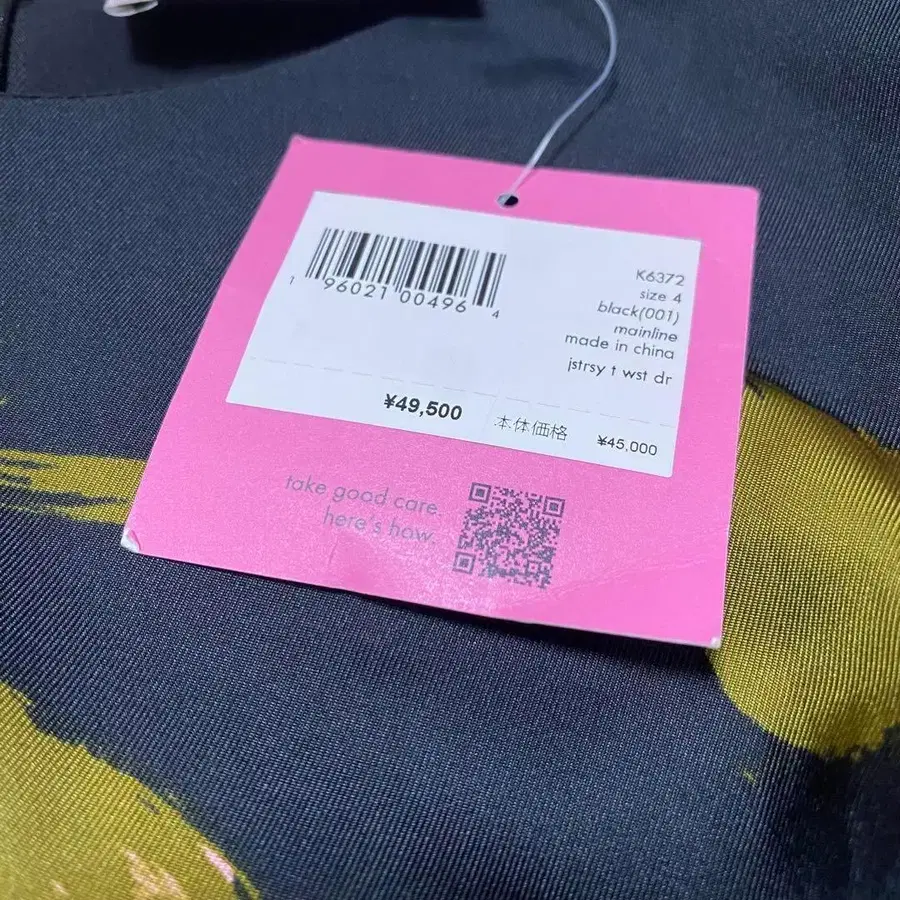 1 96021 00496 4
K6372
size 4
black(001)
mainline
made in china
jstrsy t wst dr
¥49,500
本体価格 ¥45,000
take good care.
here's how.